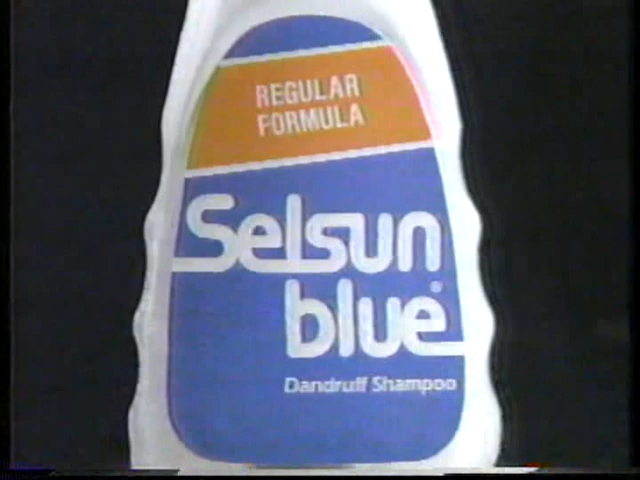 REGULAR
FORMULA
Selsun
blue®
Dandruff Shampoo